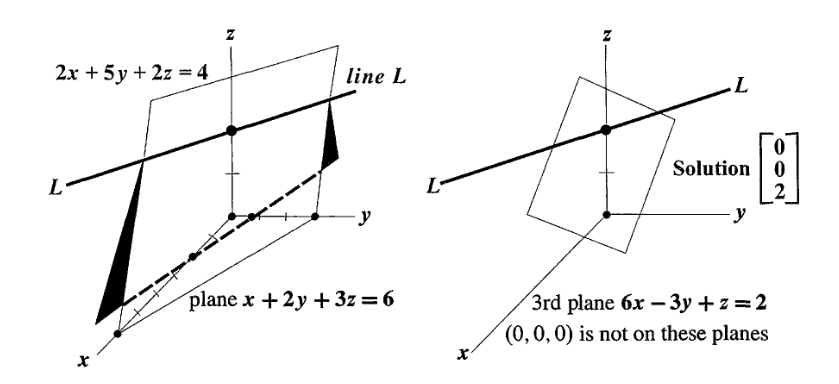 z
2x + 5y + 2z = 4
line L
L
y
plane x + 2y + 3z = 6
x
z
L
Solution [0 0 2]
L
y
3rd plane 6x − 3y + z = 2
(0, 0, 0) is not on these planes
x